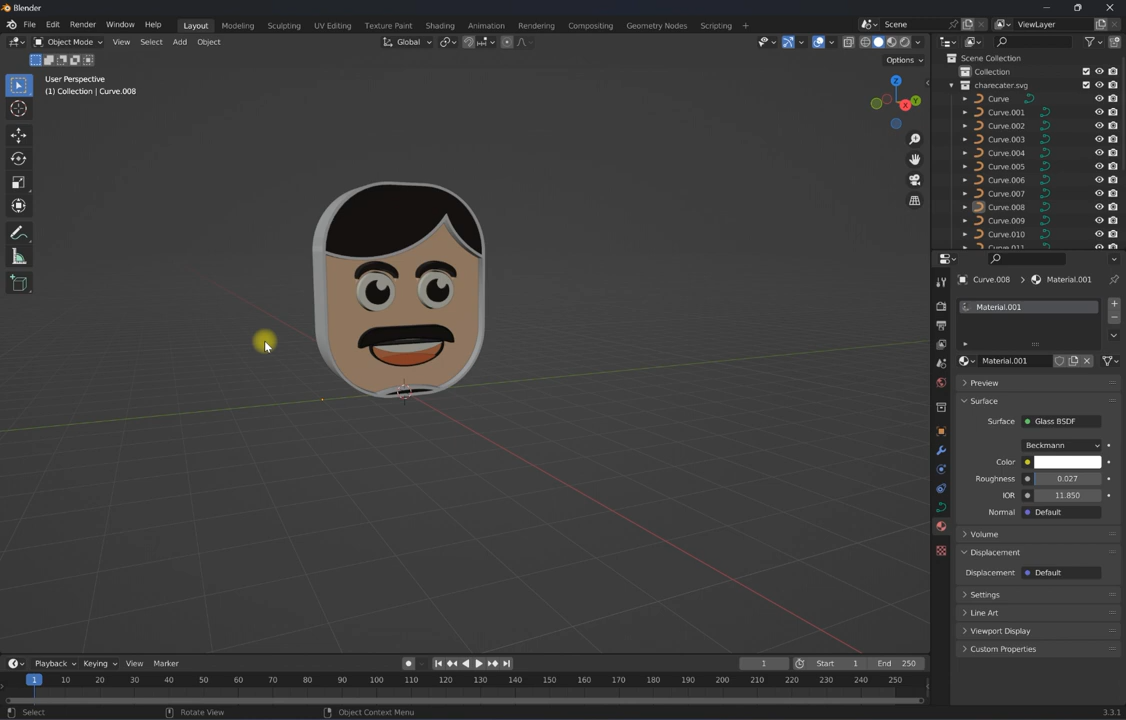 Blender
File Edit Render Window Help Layout Modeling Sculpting UV Editing Texture Paint Shading Animation Rendering Compositing Geometry Nodes Scripting + Scene ViewLayer
Object Mode View Select Add Object Global
Options
User Perspective
(1) Collection | Curve.008
Z
Y
X
Scene Collection
Collection
charecater.svg
Curve
Curve.001
Curve.002
Curve.003
Curve.004
Curve.005
Curve.006
Curve.007
Curve.008
Curve.009
Curve.010
Curve.011
Curve.008 Material.001
Material.001
Material.001
Preview
Surface
Surface Glass BSDF
Beckmann
Color
Roughness 0.027
IOR 11.850
Normal Default
Volume
Displacement
Displacement Default
Settings
Line Art
Viewport Display
Custom Properties
Playback Keying View Marker 1 Start 1 End 250
1 10 20 30 40 50 60 70 80 90 100 110 120 130 140 150 160 170 180 190 200 210 220 230 240 250
Select Rotate View Object Context Menu 3.3.1